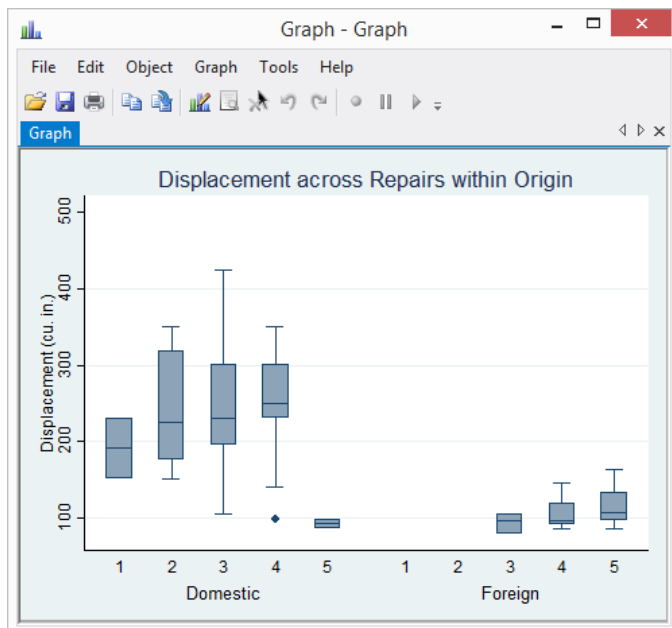 Graph - Graph
File Edit Object Graph Tools Help
Graph
Displacement across Repairs within Origin
Displacement (cu. in.)
500
400
300
200
100
1 2 3 4 5 1 2 3 4 5
Domestic Foreign